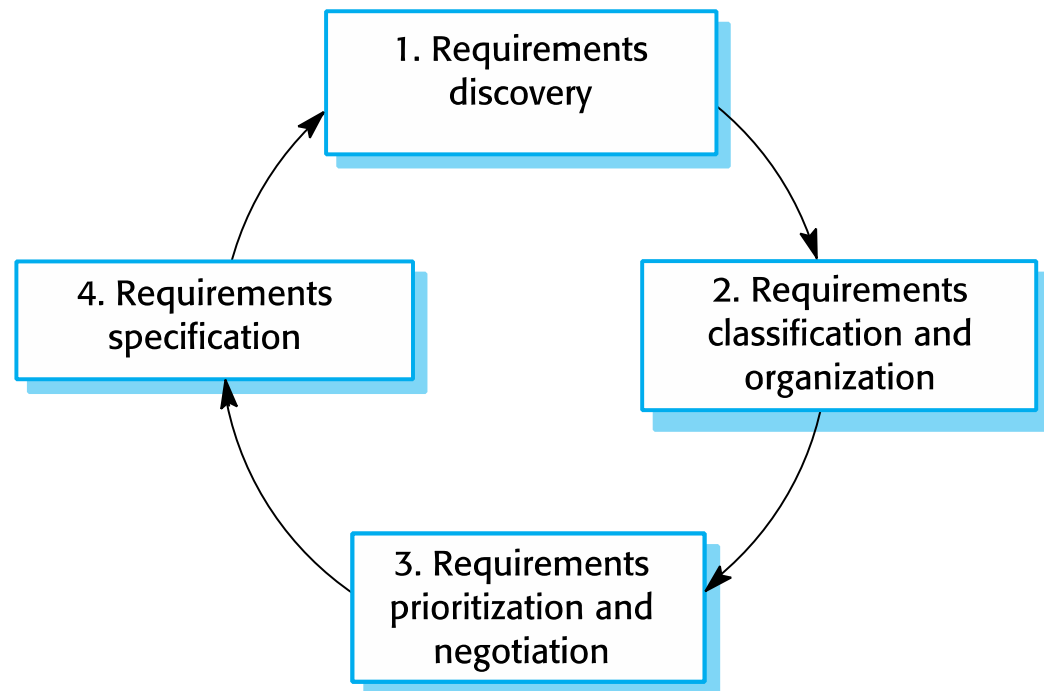 1. Requirements
discovery
2. Requirements
classification and
organization
3. Requirements
prioritization and
negotiation
4. Requirements
specification